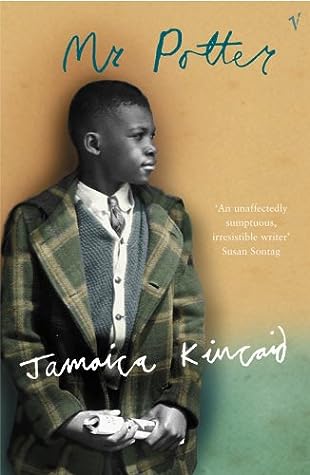 V
Mr Potter
'An unaffectedly
sumptuous,
irresistible writer'
Susan Sontag
Jamaica Kincaid